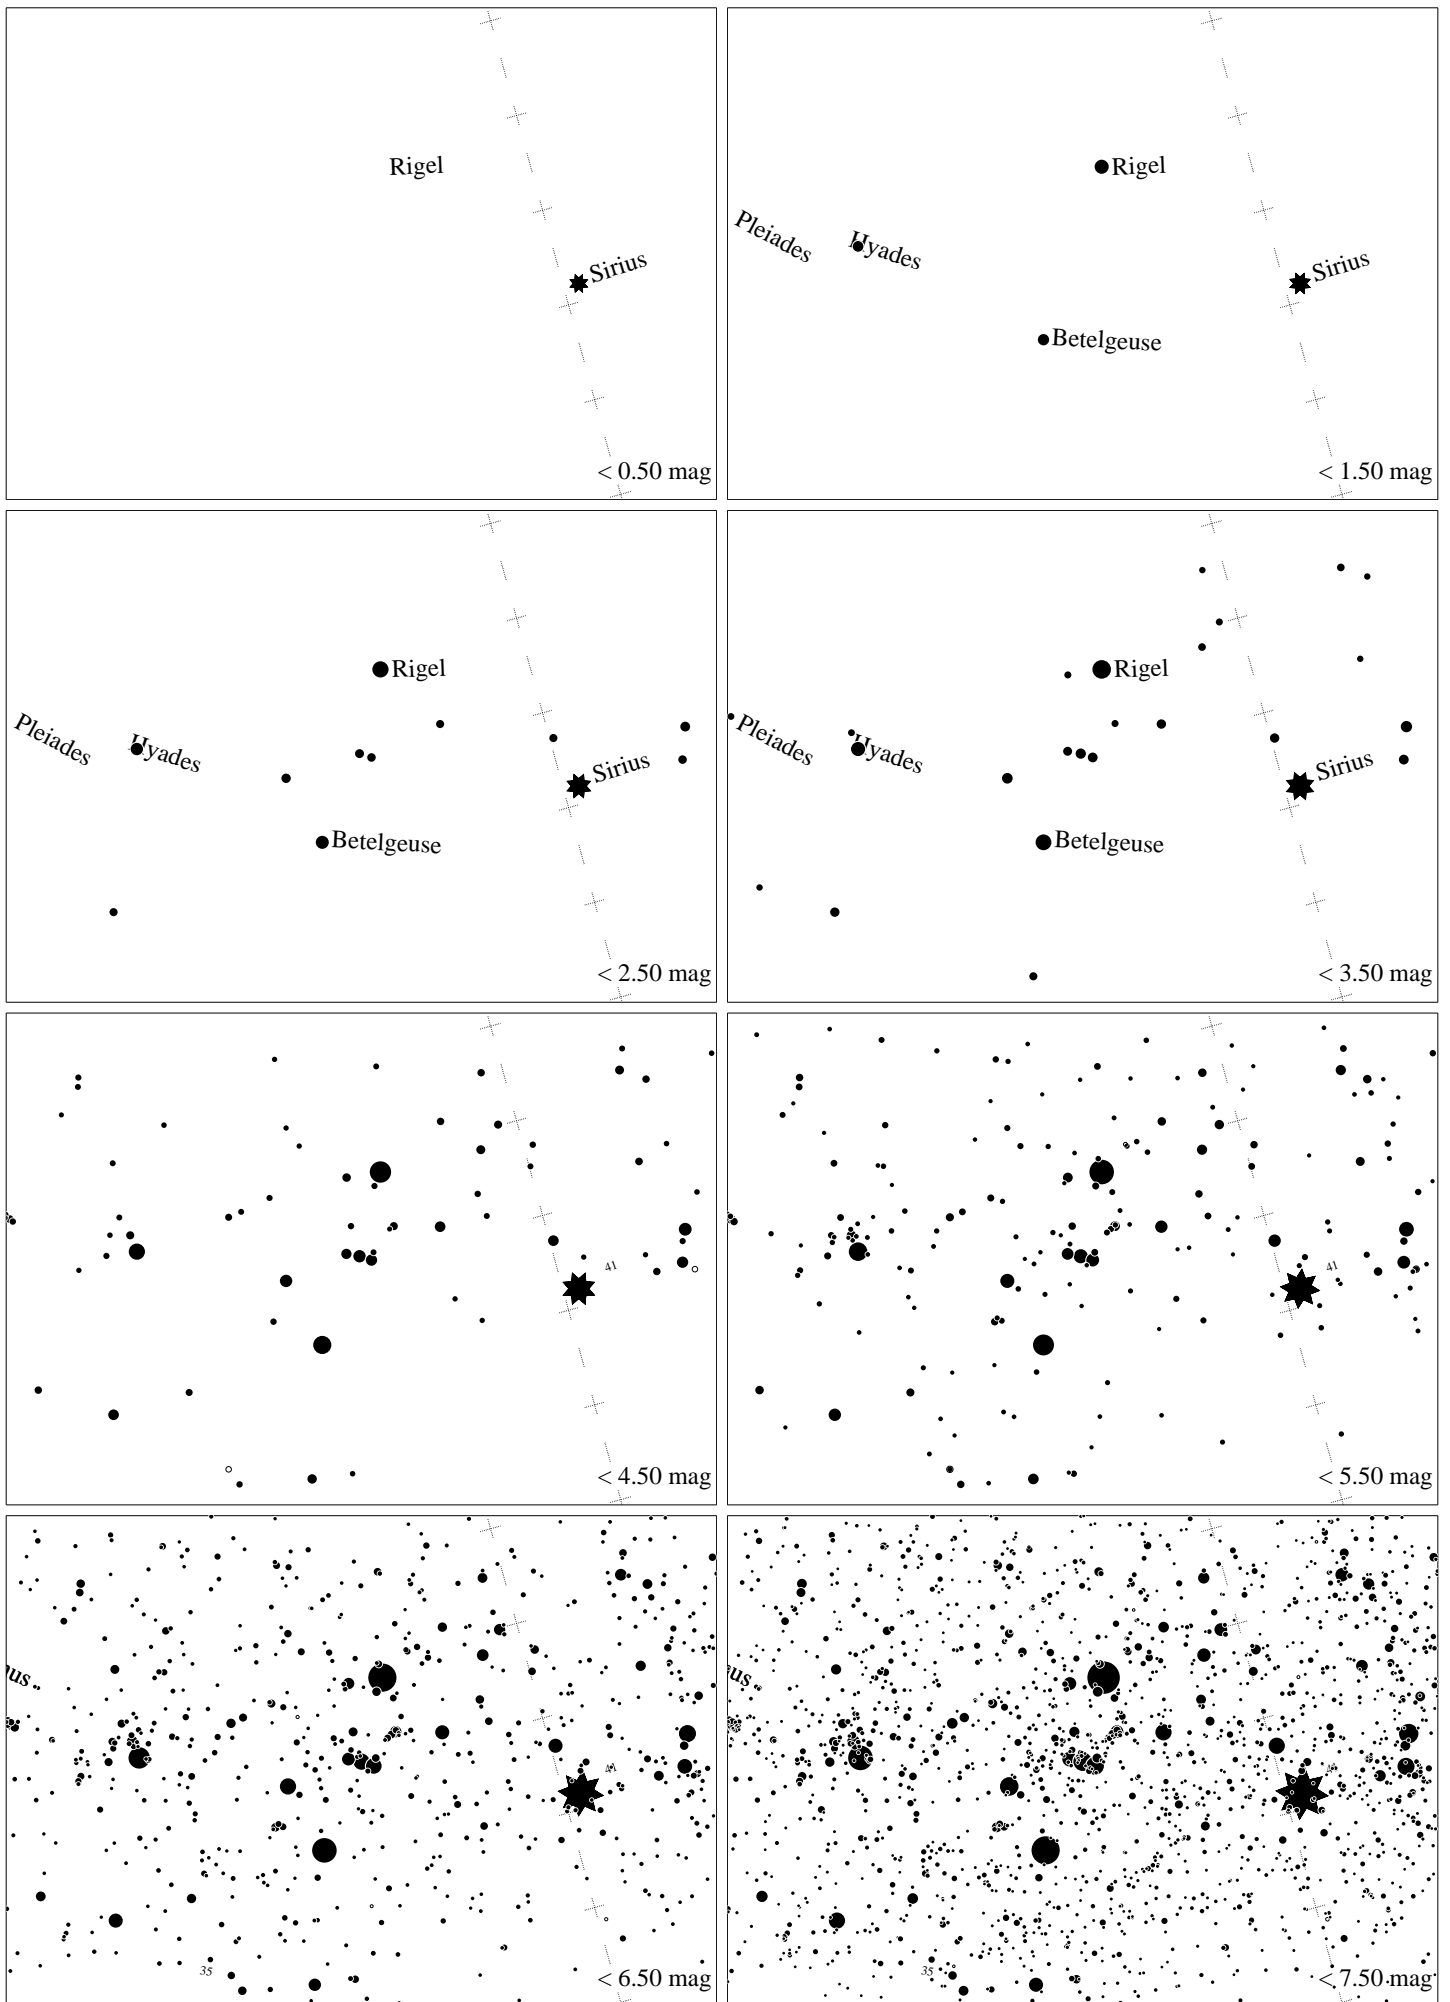 Rigel
Sirius
< 0.50 mag
Rigel
Pleiades
Hyades
Sirius
Betelgeuse
< 1.50 mag
Rigel
Pleiades
Hyades
Sirius
Betelgeuse
< 2.50 mag
Rigel
Pleiades
Hyades
Sirius
Betelgeuse
< 3.50 mag
41
< 4.50 mag
41
< 5.50 mag
nus
41
35
< 6.50 mag
nus
35
< 7.50 mag